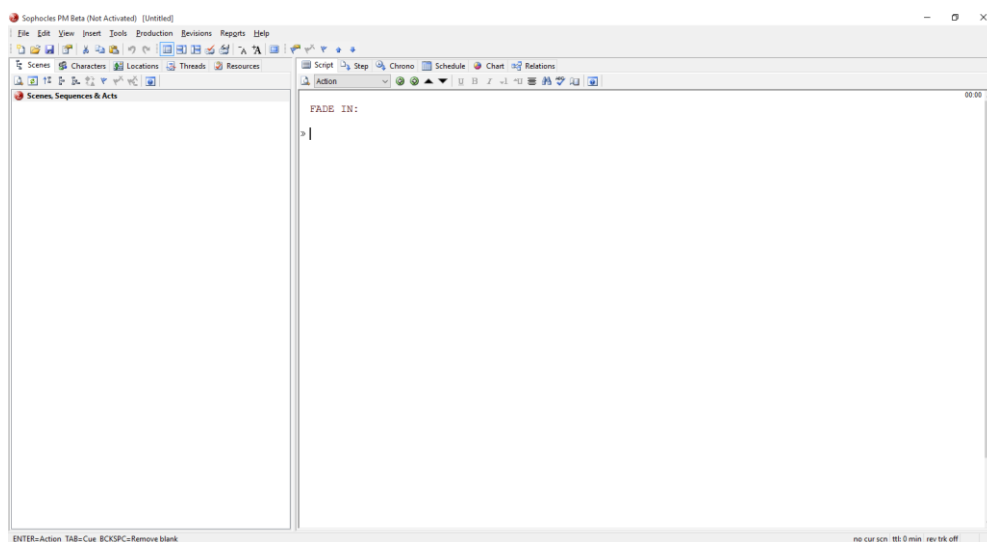 Sophocles PM Beta (Not Activated) [Untitled]
File Edit View Insert Tools Production Revisions Reports Help
Scenes Characters Locations Threads Resources
Script Step Chrono Schedule Chart Relations
Action
U B I
Scenes, Sequences & Acts
00:00
FADE IN:
ENTER=Action TAB=Cue BCKSPC=Remove blank
no cur scn ttl: 0 min rev trk off